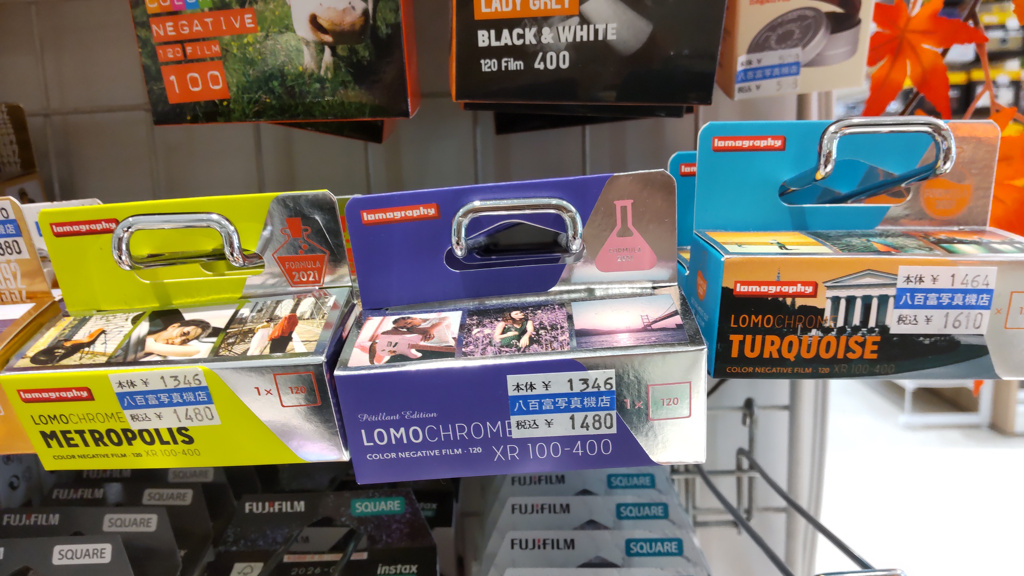 COLOR
NEGATIVE
120 FILM
100
LADY GREY
BLACK & WHITE
120 Film 400
本体 ¥
八百富写真機店
税込 ¥
lomography
FORMULA
2021
lomography
本体 ¥ 1346
八百富写真機店
税込 ¥ 1480
LOMOCHROME
METROPOLIS
COLOR NEGATIVE FILM · 120 XR 100-400
1 x 120
lomography
FORMULA
本体 ¥ 1346
八百富写真機店
税込 ¥ 1480
Pétillant Edition
LOMOCHROME
COLOR NEGATIVE FILM · 120 XR 100-400
1 x 120
lomography
lomography
本体 ¥ 1464
八百富写真機店
税込 ¥ 1610
LOMOCHROME
TURQUOISE
COLOR NEGATIVE FILM · 120 XR 100-400
FUJIFILM SQUARE
FUJIFILM SQUARE
SQUARE
FUJIFILM SQUARE
instax
FUJIFILM SQUARE
FUJIFILM SQUARE
FUJIFILM SQUARE